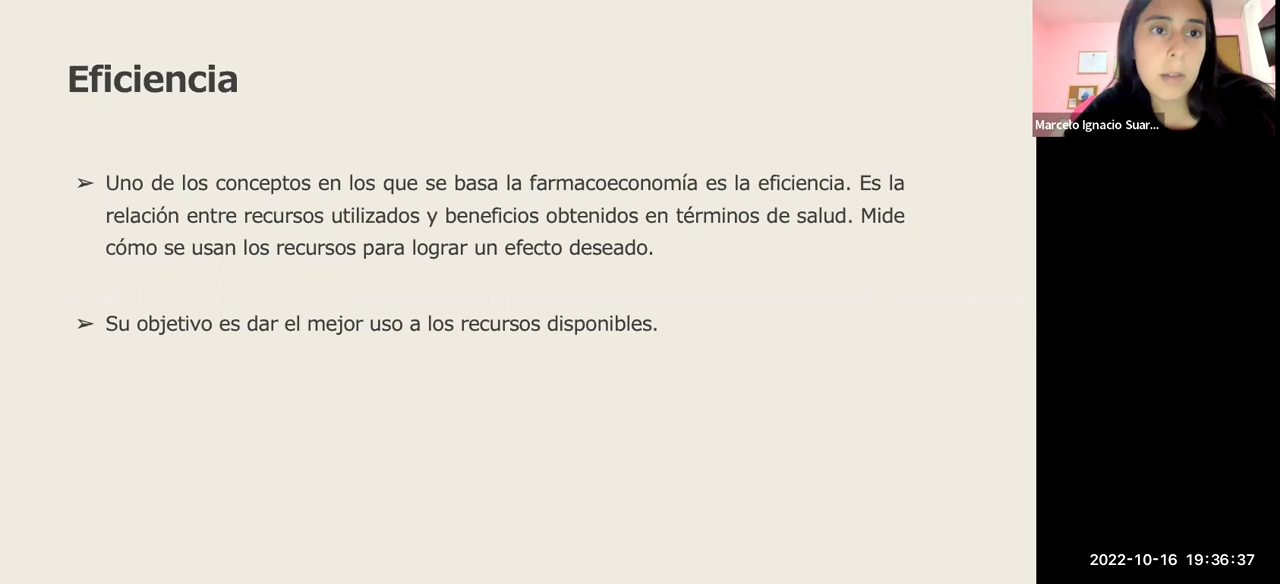 Eficiencia
➢ Uno de los conceptos en los que se basa la farmacoeconomía es la eficiencia. Es la
relación entre recursos utilizados y beneficios obtenidos en términos de salud. Mide
cómo se usan los recursos para lograr un efecto deseado.
➢ Su objetivo es dar el mejor uso a los recursos disponibles.
Marcelo Ignacio Suar...
2022-10-16 19:36:37